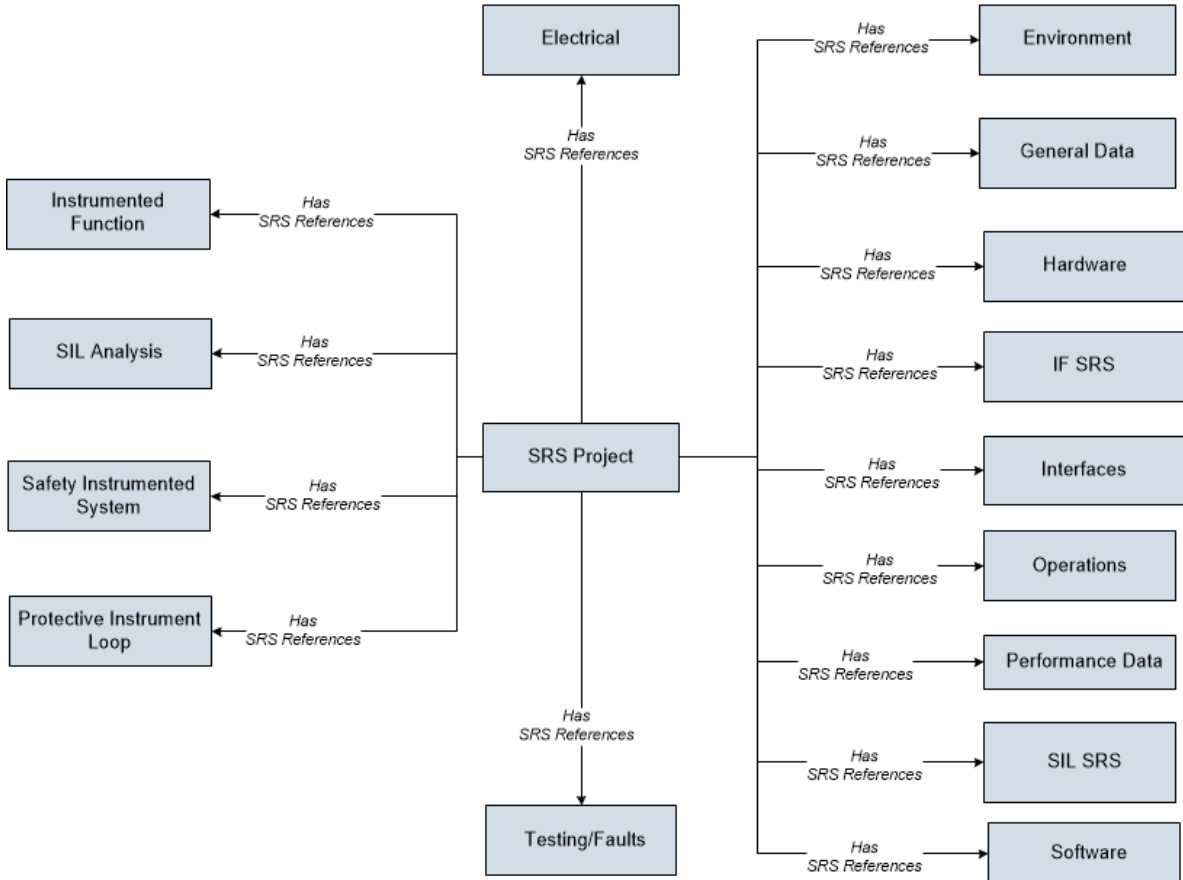 Electrical
Has
SRS References
Environment
Has
SRS References
General Data
Has
SRS References
Instrumented
Function
Has
SRS References
Hardware
Has
SRS References
SIL Analysis
Has
SRS References
IF SRS
Has
SRS References
SRS Project
Safety Instrumented
System
Has
SRS References
Interfaces
Has
SRS References
Operations
Has
SRS References
Protective Instrument
Loop
Has
SRS References
Performance Data
Has
SRS References
Has
SRS References
SIL SRS
Has
SRS References
Testing/Faults
Software
Has
SRS References